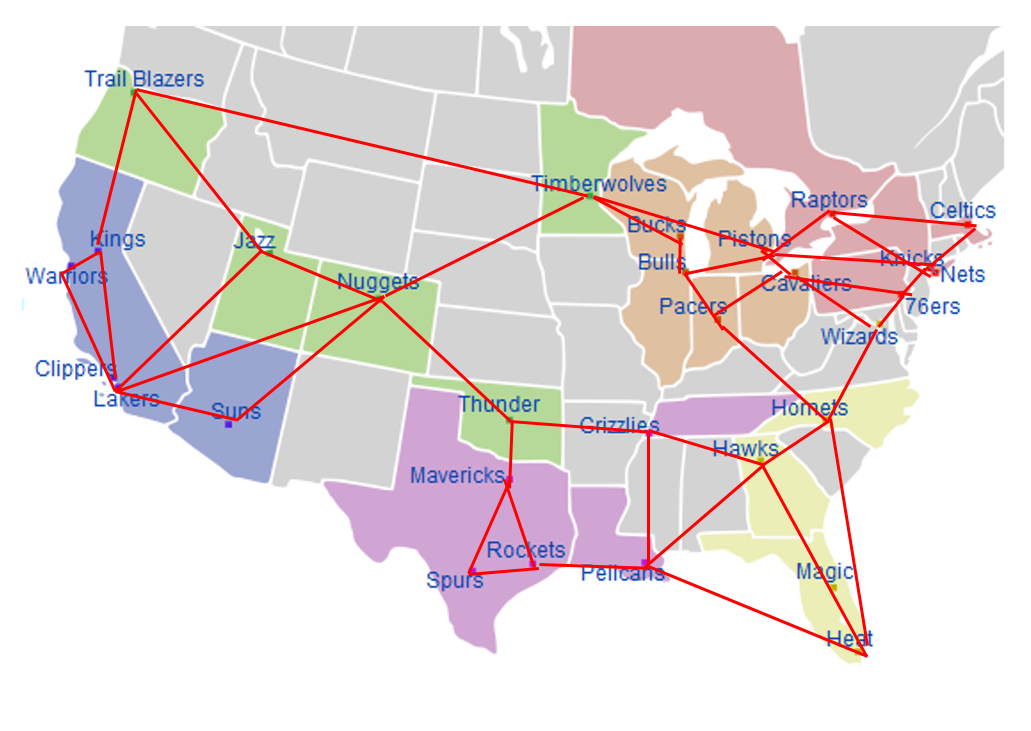 Trail Blazers
Timberwolves
Raptors
Celtics
Bucks
Kings
Jazz
Pistons
Knicks
Bulls
Warriors
Nuggets
Cavaliers
Nets
Pacers
76ers
Wizards
Clippers
Lakers
Suns
Thunder
Hornets
Grizzlies
Hawks
Mavericks
Rockets
Spurs
Pelicans
Magic
Heat